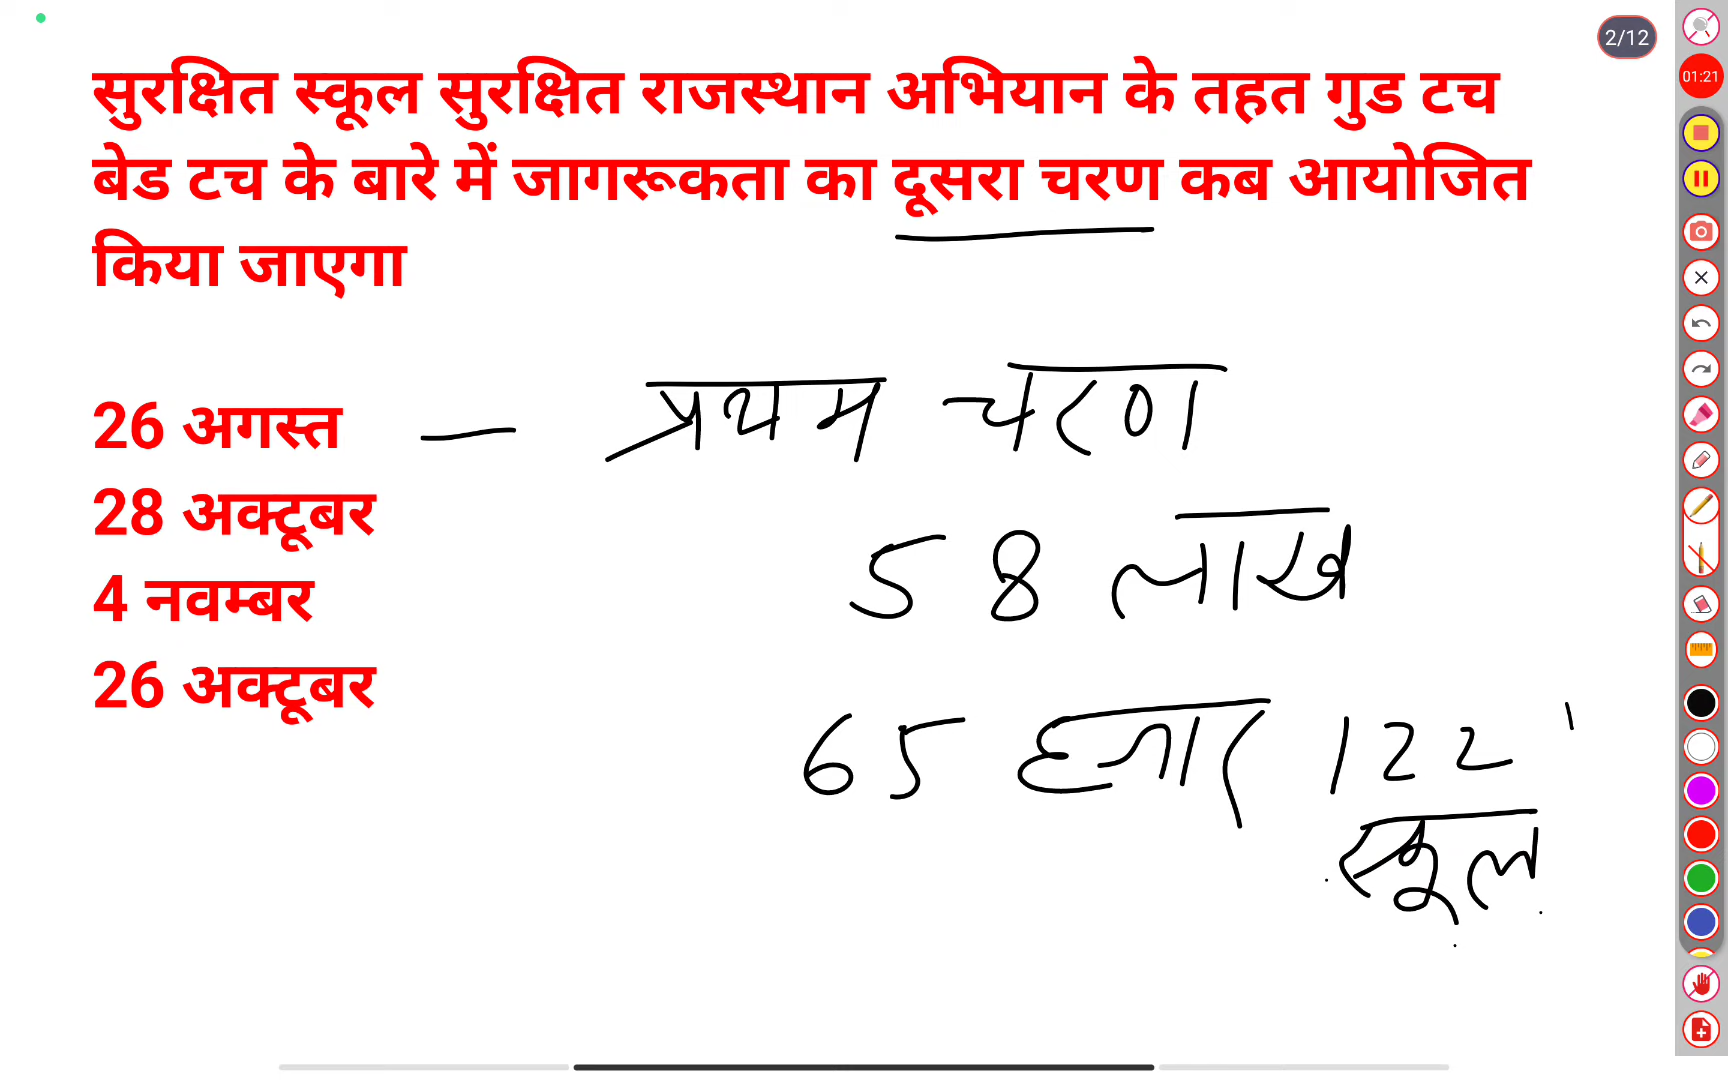 2/12
01:21
सुरक्षित स्कूल सुरक्षित राजस्थान अभियान के तहत गुड टच
बेड टच के बारे में जागरूकता का दूसरा चरण कब आयोजित
किया जाएगा
26 अगस्त — प्रथम चरण
28 अक्टूबर
58 लाख
4 नवम्बर
26 अक्टूबर
65 हजार 122
स्कूल